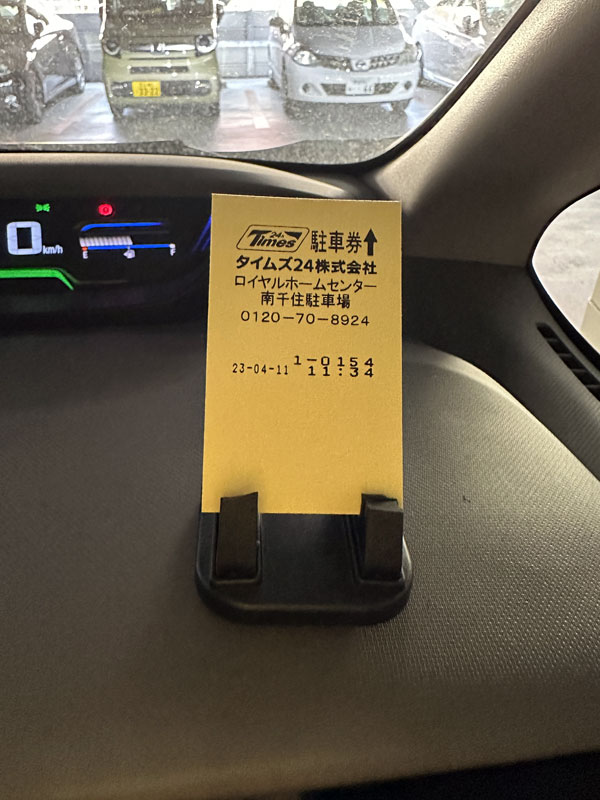 0 km/h
E F
24h Times 駐車券↑
タイムズ24株式会社
ロイヤルホームセンター
南千住駐車場
0120-70-8924
23-04-11 1-0154
11:34